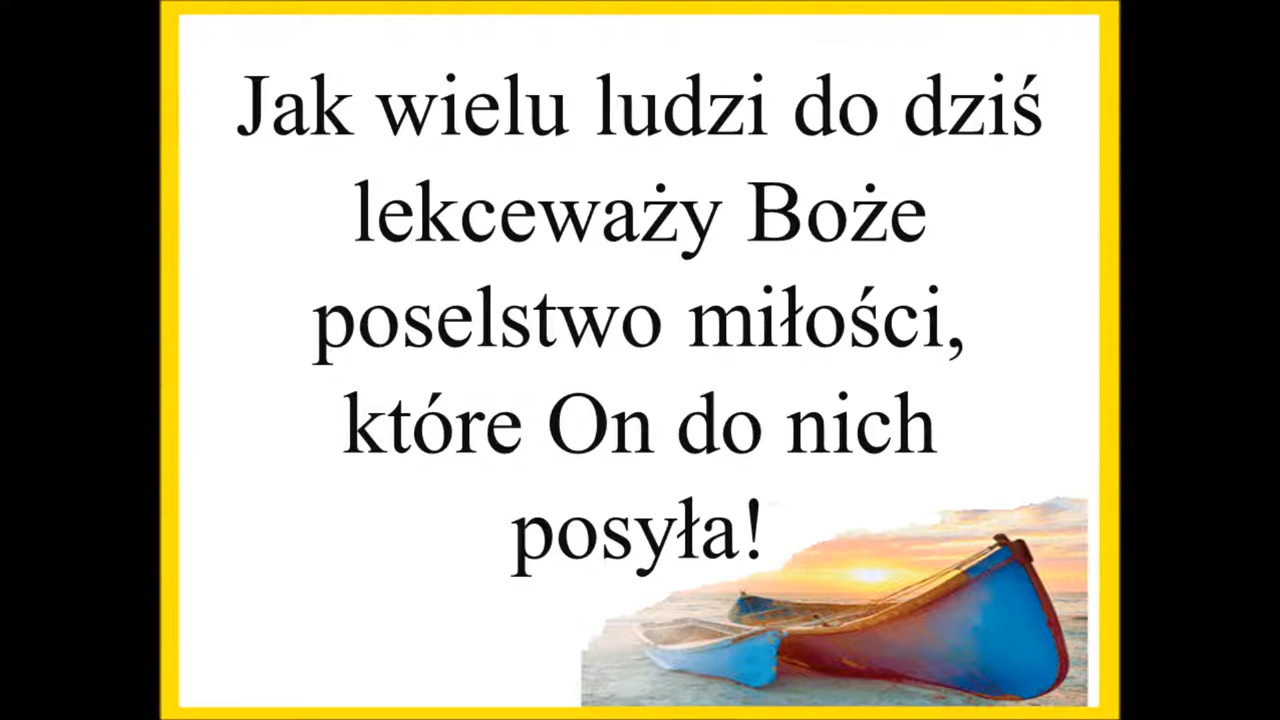 Jak wielu ludzi do dziś
lekceważy Boże
poselstwo miłości,
które On do nich
posyła!